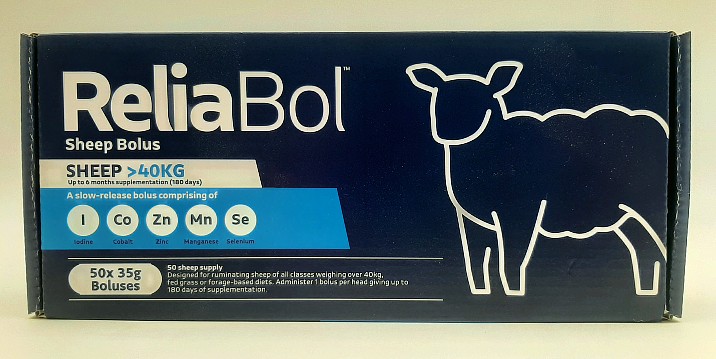 ReliaBol™
Sheep Bolus
SHEEP >40KG
Up to 6 months supplementation (180 days)
A slow-release bolus comprising of
I Co Zn Mn Se
Iodine Cobalt Zinc Manganese Selenium
50x 35g
Boluses
50 sheep supply
Designed for ruminating sheep of all classes weighing over 40kg,
fed grass or forage-based diets. Administer 1 bolus per head giving up to
180 days of supplementation.